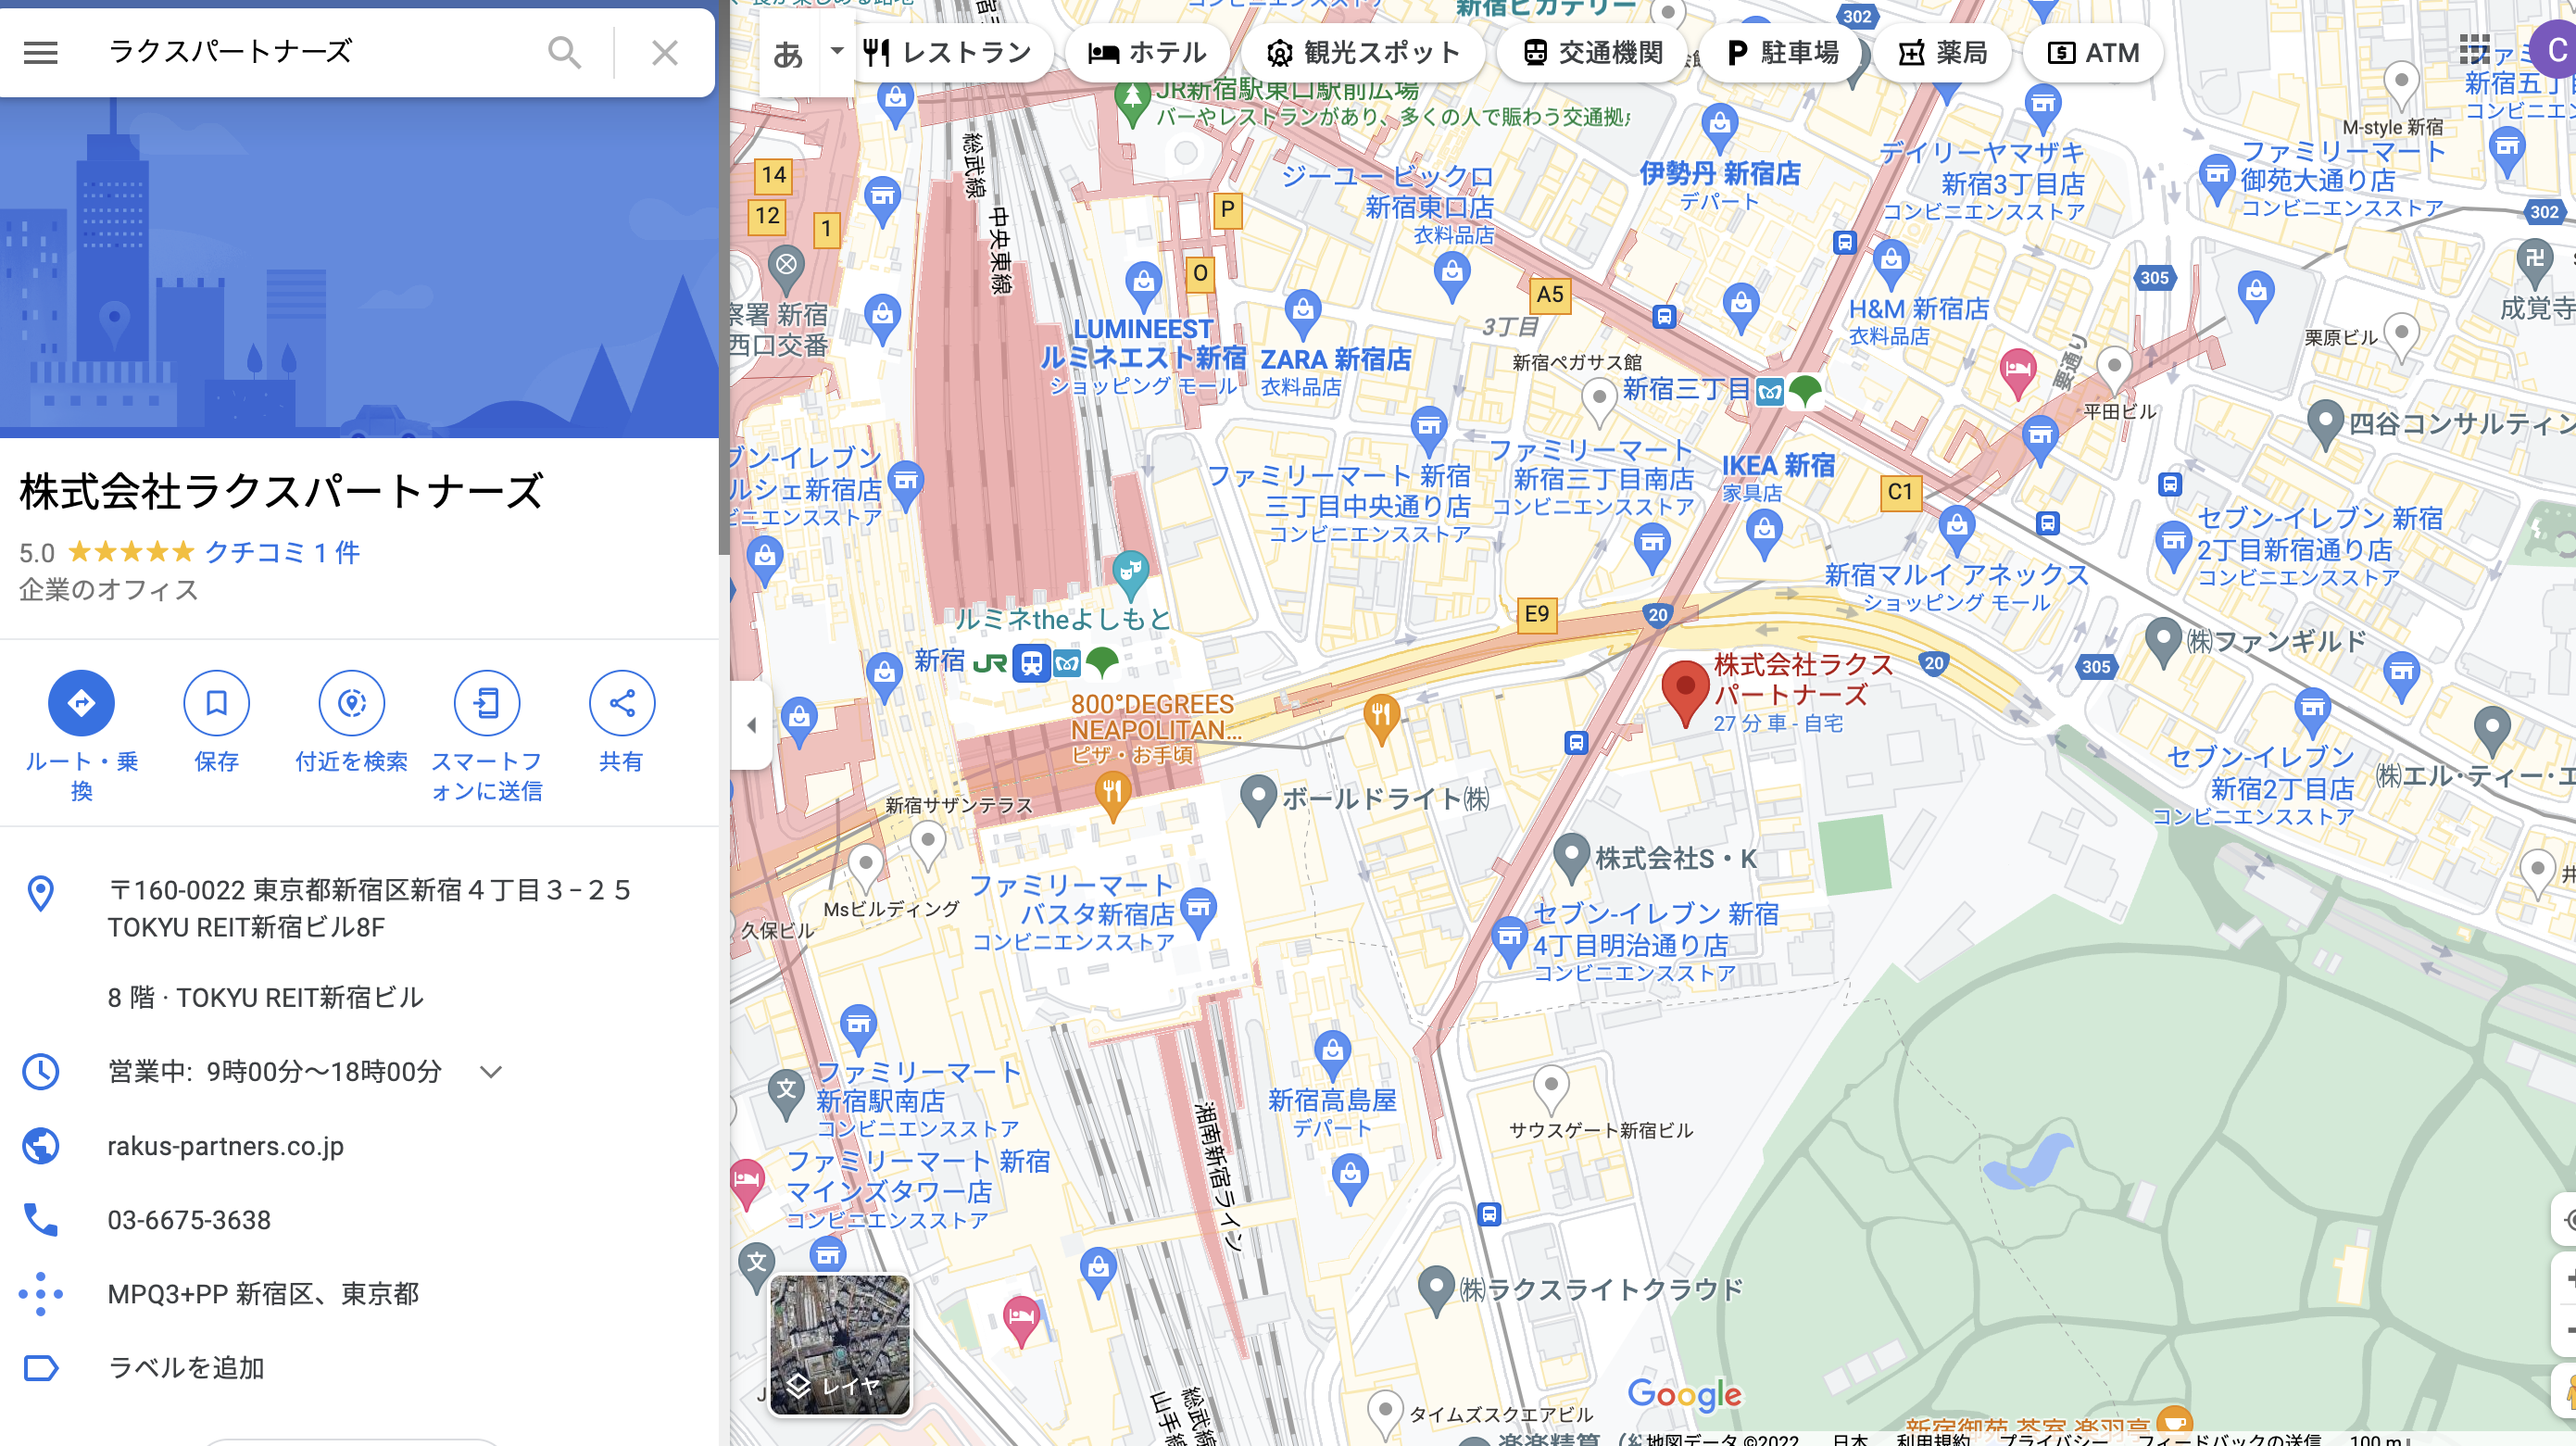 ラクスパートナーズ
株式会社ラクスパートナーズ
5.0 ★★★★★ クチコミ 1 件
企業のオフィス
ルート・乗
換
保存
付近を検索
スマートフ
ォンに送信
共有
〒160-0022 東京都新宿区新宿４丁目３−２５
TOKYU REIT新宿ビル8F
8 階 · TOKYU REIT新宿ビル
営業中: 9時00分～18時00分
rakus-partners.co.jp
03-6675-3638
MPQ3+PP 新宿区、東京都
ラベルを追加
あ
レストラン
ホテル
観光スポット
交通機関
駐車場
薬局
ATM
C
新宿ピカデリー
302
JR新宿駅東口駅前広場
バーやレストランがあり、多くの人で賑わう交通拠
総武線
中央東線
14
12
1
P
O
ジーユー ビックロ
新宿東口店
衣料品店
伊勢丹 新宿店
デパート
デイリーヤマザキ
新宿3丁目店
コンビニエンスストア
M-style 新宿
ファミリーマート
御苑大通り店
コンビニエンスストア
302
305
成覚寺
栗原ビル
新宿
西口交番
LUMINEEST
ルミネエスト新宿
ショッピング モール
ZARA 新宿店
衣料品店
A5
3丁目
新宿ペガサス館
新宿三丁目
H&M 新宿店
衣料品店
要通り
平田ビル
四谷コンサルティン
ファミリーマート 新宿
三丁目中央通り店
コンビニエンスストア
ファミリーマート
新宿三丁目南店
コンビニエンスストア
IKEA 新宿
家具店
C1
セブン-イレブン 新宿
2丁目新宿通り店
コンビニエンスストア
新宿マルイ アネックス
ショッピング モール
E9
20
ルミネtheよしもと
新宿 JR
800°DEGREES
NEAPOLITAN...
ピザ・お手頃
株式会社ラクス
パートナーズ
27 分 車 - 自宅
20
305
㈱ファンギルド
セブン-イレブン
新宿2丁目店
コンビニエンスストア
㈱エル・ティー・エ
新宿サザンテラス
Msビルディング
久保ビル
ボールドライト㈱
株式会社S・K
ファミリーマート
バスタ新宿店
コンビニエンスストア
セブン-イレブン 新宿
4丁目明治通り店
コンビニエンスストア
ファミリーマート
新宿駅南店
コンビニエンスストア
ファミリーマート 新宿
マインズタワー店
コンビニエンスストア
湘南新宿ライン
新宿高島屋
デパート
サウスゲート新宿ビル
㈱ラクスライトクラウド
タイムズスクエアビル
山手線
総武線
レイヤ
Google
新宿御苑 茶室 楽羽亭
地図データ ©2022
日本
利用規約
プライバシー
フィードバックの送信
100 m